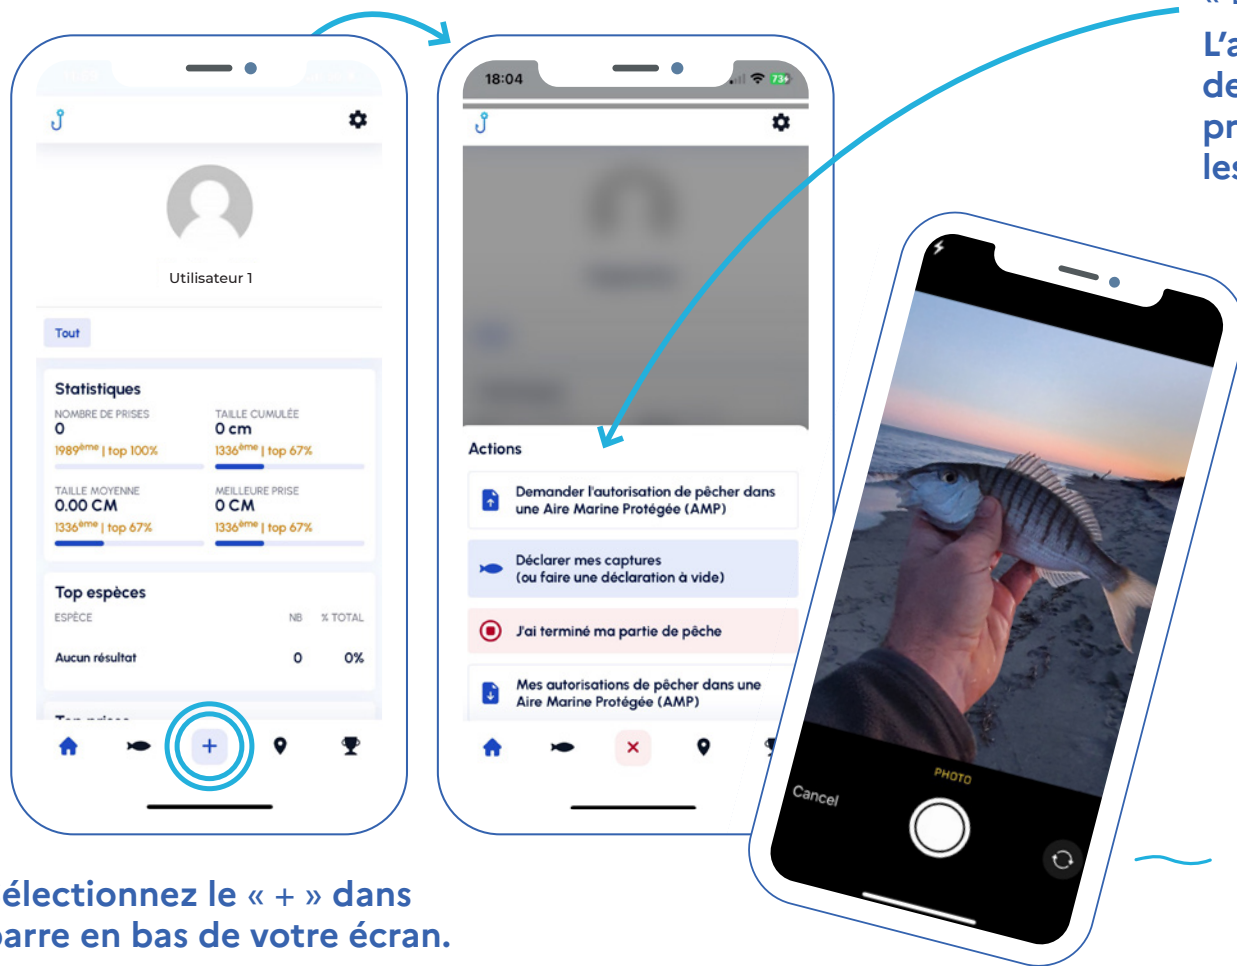 Utilisateur 1
Tout
Statistiques
NOMBRE DE PRISES
0
1989ème | top 100%
TAILLE CUMULÉE
0 cm
1336ème | top 67%
TAILLE MOYENNE
0.00 CM
1336ème | top 67%
MEILLEURE PRISE
0 CM
1336ème | top 67%
Top espèces
ESPÈCE NB % TOTAL
Aucun résultat 0 0%
18:04
73
Actions
Demander l'autorisation de pêcher dans
une Aire Marine Protégée (AMP)
Déclarer mes captures
(ou faire une déclaration à vide)
J'ai terminé ma partie de pêche
Mes autorisations de pêcher dans une
Aire Marine Protégée (AMP)
L'a
de
pr
les
PHOTO
Cancel
électionnez le « + » dans
barre en bas de votre écran.